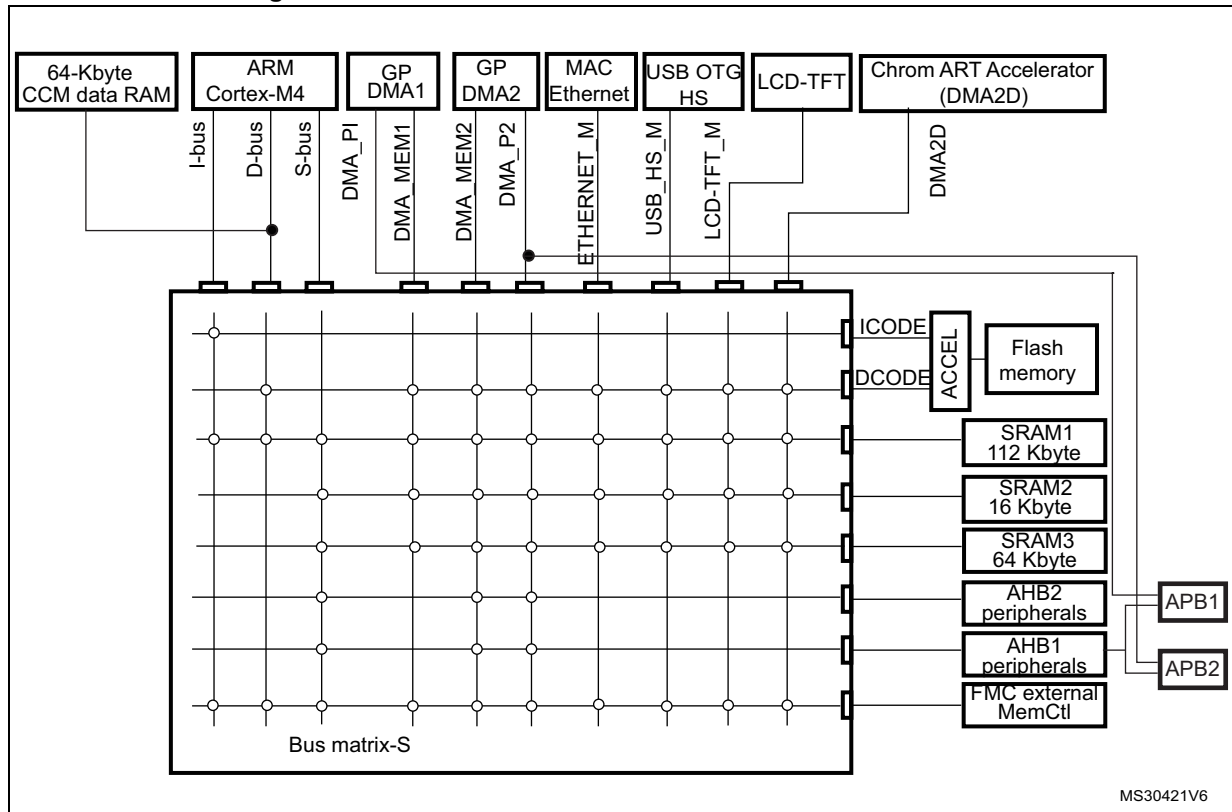 64-Kbyte
CCM data RAM
ARM
Cortex-M4
GP
DMA1
GP
DMA2
MAC
Ethernet
USB OTG
HS
LCD-TFT
Chrom ART Accelerator
(DMA2D)
I-bus
D-bus
S-bus
DMA_PI
DMA_MEM1
DMA_MEM2
DMA_P2
ETHERNET_M
USB_HS_M
LCD-TFT_M
DMA2D
ICODE
DCODE
ACCEL
Flash
memory
SRAM1
112 Kbyte
SRAM2
16 Kbyte
SRAM3
64 Kbyte
AHB2
peripherals
AHB1
peripherals
FMC external
MemCtl
APB1
APB2
Bus matrix-S
MS30421V6